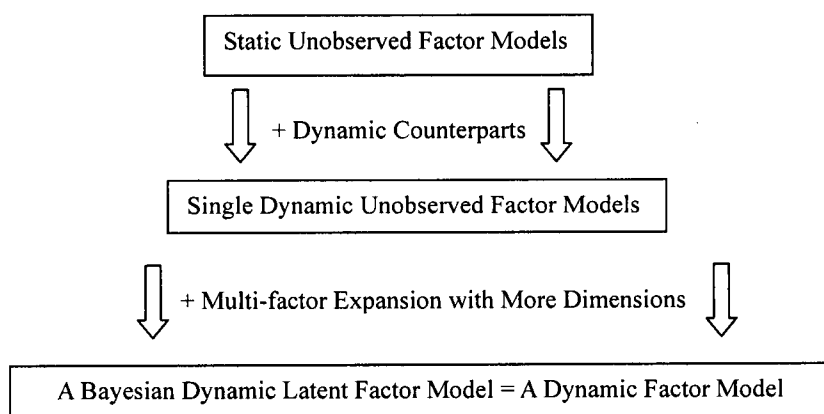 Static Unobserved Factor Models
+ Dynamic Counterparts
Single Dynamic Unobserved Factor Models
+ Multi-factor Expansion with More Dimensions
A Bayesian Dynamic Latent Factor Model = A Dynamic Factor Model